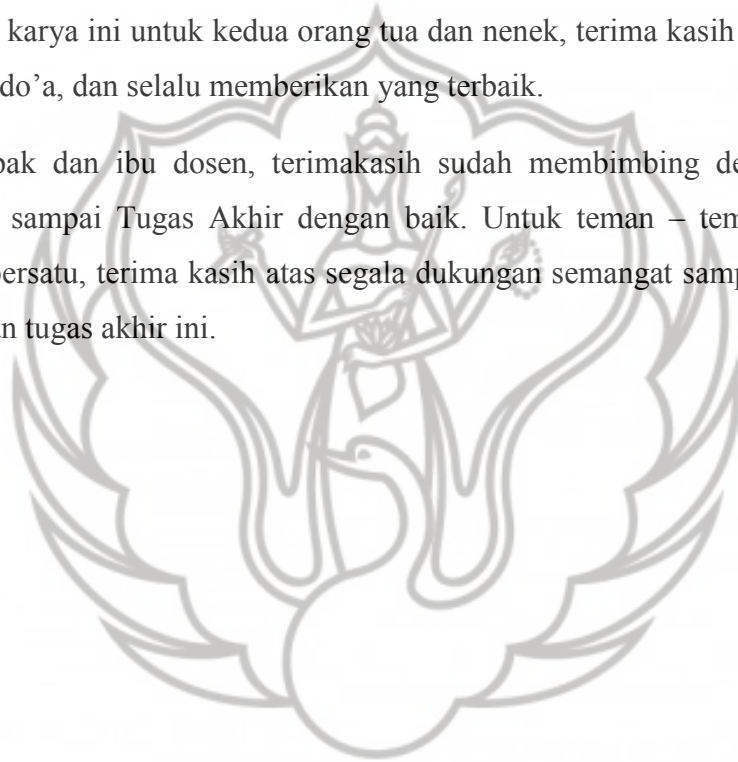 karya ini untuk kedua orang tua dan nenek, terima kasih
do’a, dan selalu memberikan yang terbaik.
pak dan ibu dosen, terimakasih sudah membimbing de
sampai Tugas Akhir dengan baik. Untuk teman – tem
bersatu, terima kasih atas segala dukungan semangat samp
n tugas akhir ini.